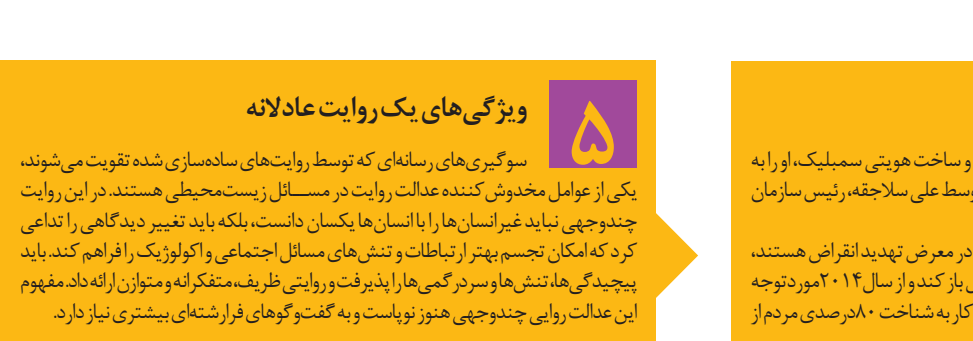 و ساخت هویتی سمبلیک، او را به
علی سلاجقه، رئیس سازمان
در معرض تهدید انقراض هستند،
باز کند و از سال ۲۰۱۴ موردتوجه
کار به شناخت ۸۰درصدی مردم از
۵
ویژگی‌های یک روایت عادلانه
سوگیری‌های رسانه‌ای که توسط روایت‌های ساده‌سازی شده تقویت می‌شوند،
یکی از عوامل مخدوش‌کننده عدالت روایت در مسائل زیست‌محیطی هستند. در این روایت
چندوجهی نباید غیرانسان‌ها را با انسان‌ها یکسان دانست، بلکه باید تغییر دیدگاهی را تداعی
کرد که امکان تجسم بهتر ارتباطات و تنش‌های مسائل اجتماعی و اکولوژیک را فراهم کند. باید
پیچیدگی‌ها، تنش‌ها و سردرگمی‌ها را پذیرفت و روایتی ظریف، متفکرانه و متوازن ارائه داد. مفهوم
این عدالت روایی چندوجهی هنوز نوپاست و به گفت‌وگوهای فرارشته‌ای بیشتری نیاز دارد.